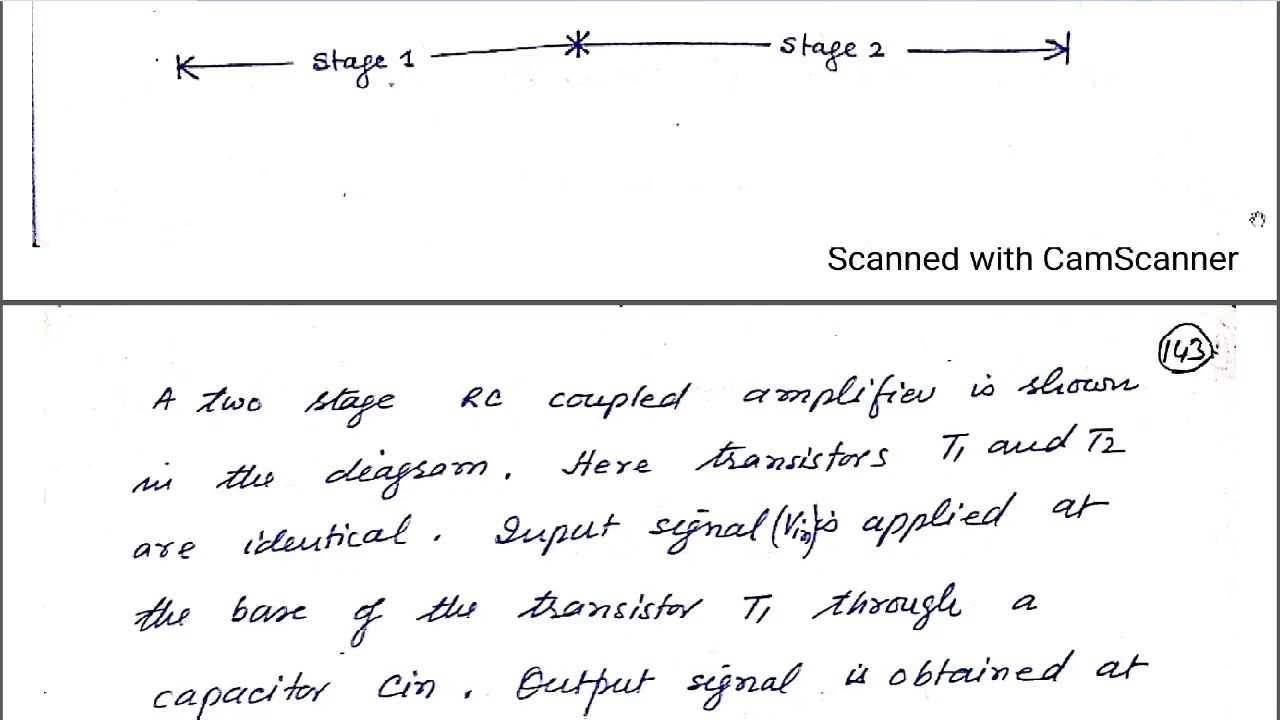 Stage 1 Stage 2
Scanned with CamScanner
143
A two stage RC coupled amplifier is shown
in the diagram. Here transistors T1 and T2
are identical. Input signal (Vin) is applied at
the base of the transistor T1 through a
capacitor Cin. Output signal is obtained at